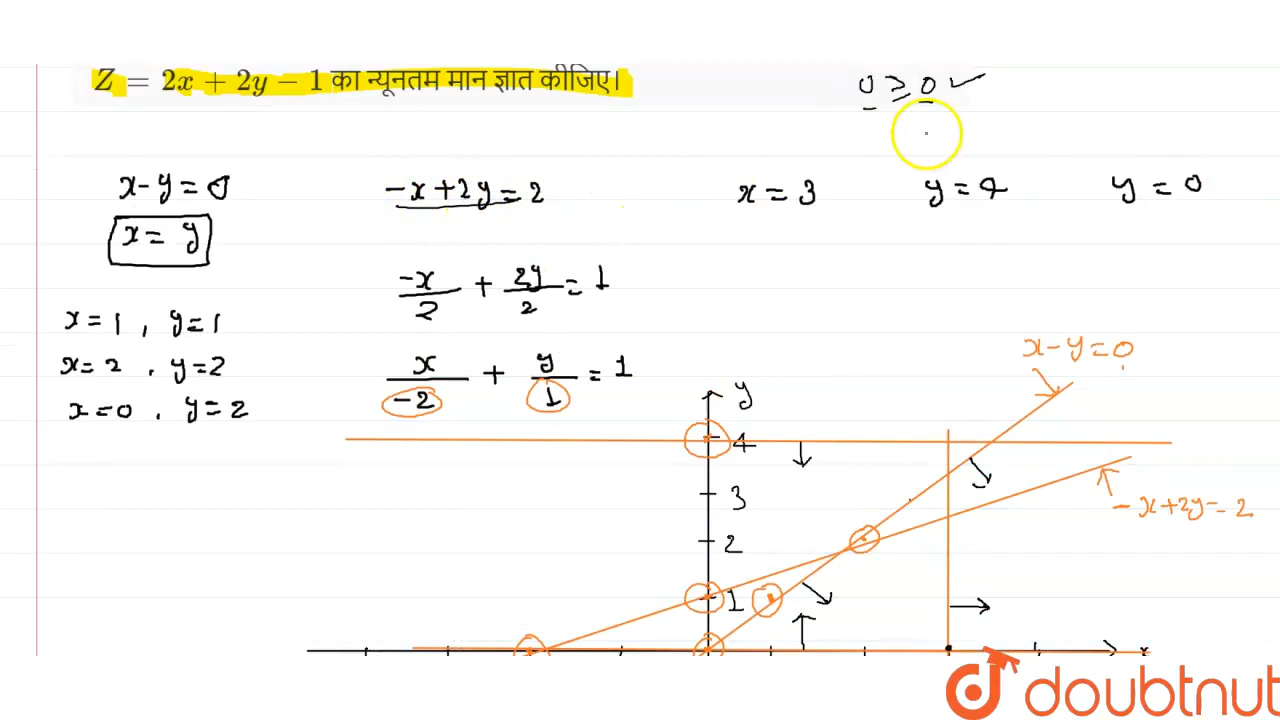 Z = 2x + 2y − 1 का न्यूनतम मान ज्ञात कीजिए।
0 ≥ 0 ✓
x-y=0
-x+2y=2
x=3
y=4
y=0
x= y
-x/2 + 2y/2 = 1
x=1, y=1
x/-2 + y/1 = 1
x=2, y=2
x=0, y=2
x-y=0
y
4
3
-x+2y=2
2
1
x
doubtnut